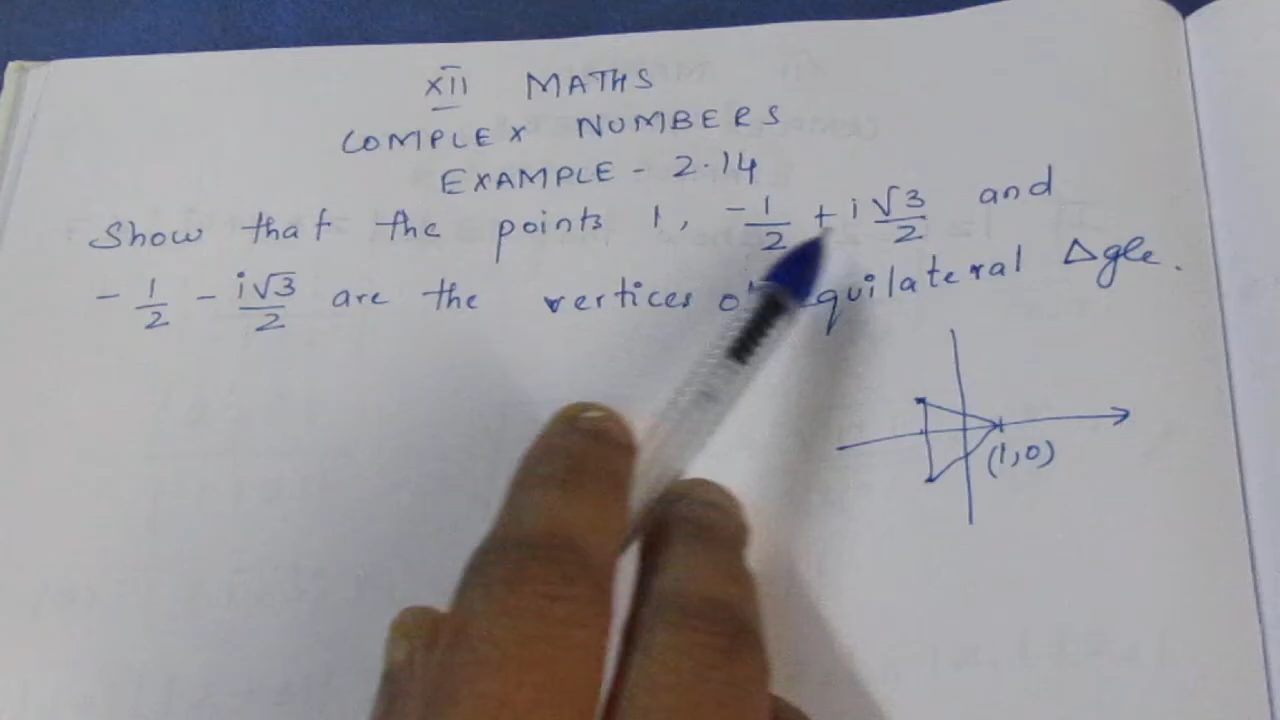 XII MATHS
COMPLEX NUMBERS
EXAMPLE - 2.14
Show that the points 1, -1/2 + i√3/2 and
-1/2 - i√3/2 are the vertices equilateral Δgle.
(1,0)